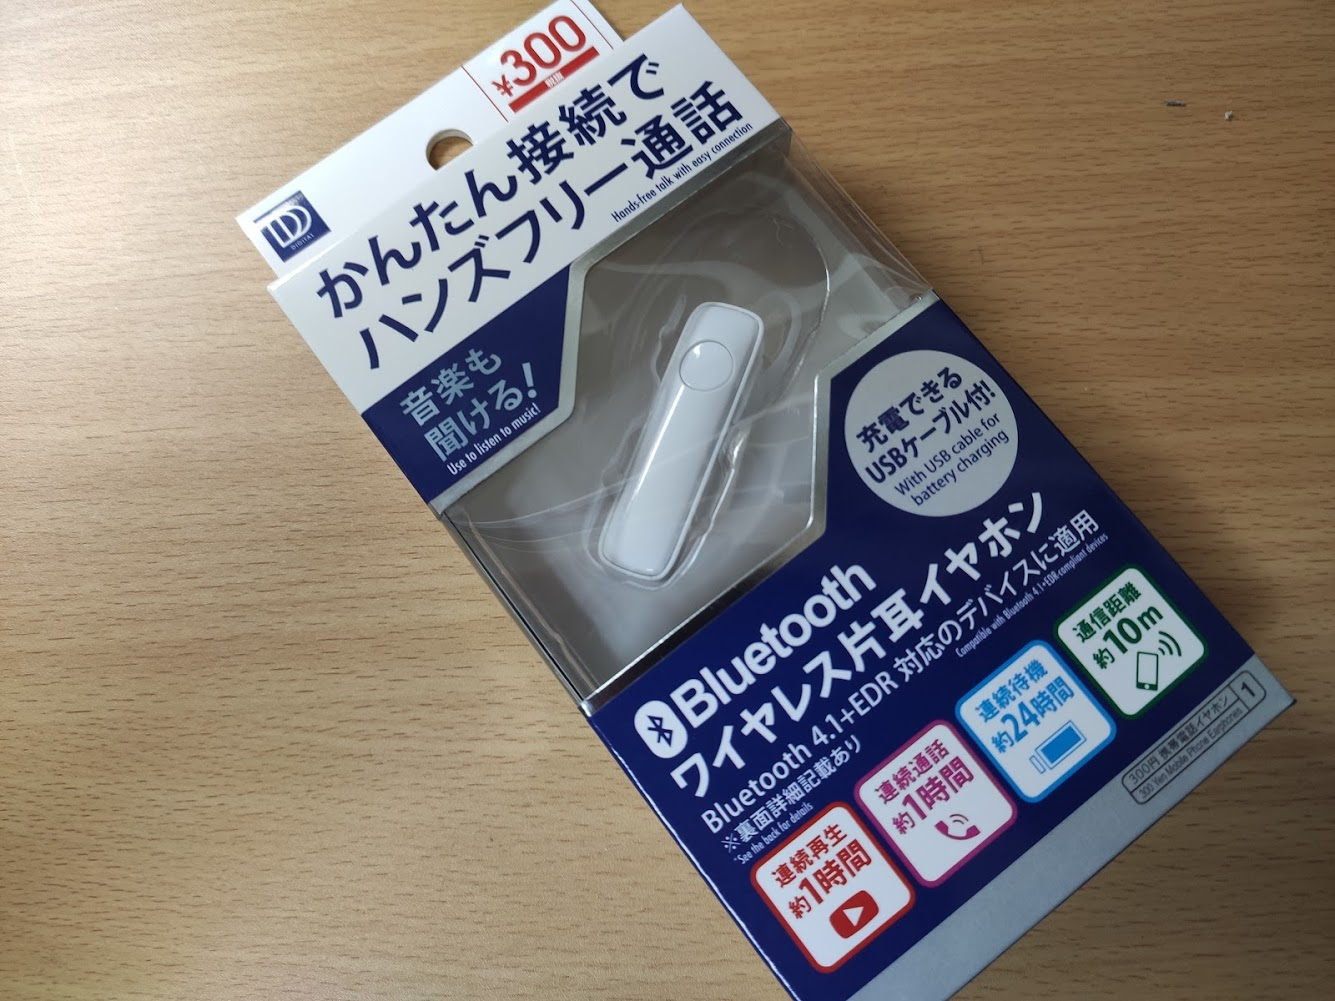 ¥300
税抜
DIGITAL
かんたん接続で
ハンズフリー通話
Hands-free talk with easy connection
音楽も
聞ける!
Use to listen to music!
充電できる
USBケーブル付!
With USB cable for
battery charging
Bluetooth
ワイヤレス片耳イヤホン
Bluetooth 4.1+EDR 対応のデバイスに適用
Compatible with Bluetooth 4.1+EDR-compliant devices
※裏面詳細記載あり
*See the back for details
連続再生
約1時間
連続通話
約1時間
連続待機
約24時間
通信距離
約10m
300円 携帯電話イヤホン
300 Yen Mobile Phone Earphones
1